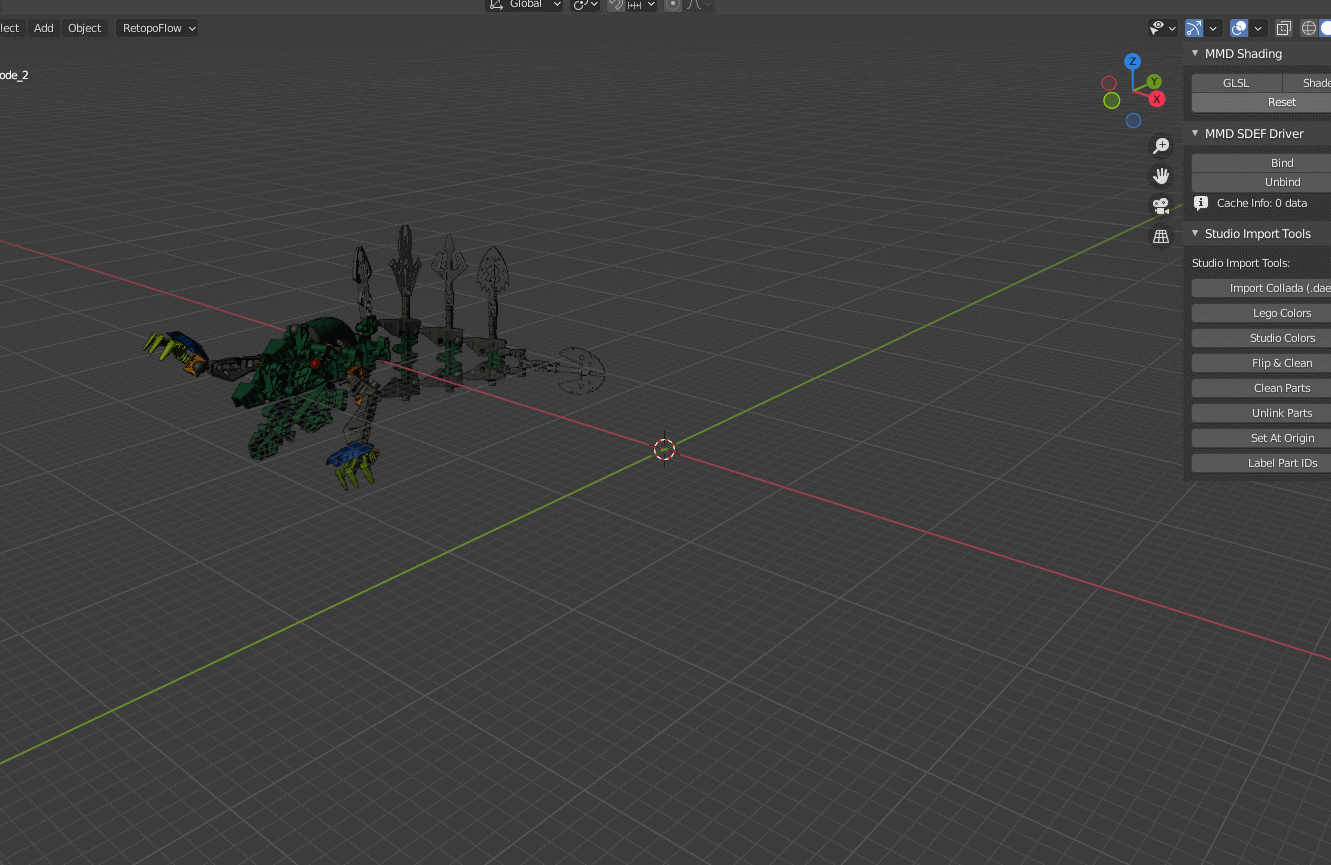 Global
lect Add Object RetopoFlow
ode_2
Z
Y
X
MMD Shading
GLSL Shade
Reset
MMD SDEF Driver
Bind
Unbind
Cache Info: 0 data
Studio Import Tools
Studio Import Tools:
Import Collada (.dae
Lego Colors
Studio Colors
Flip & Clean
Clean Parts
Unlink Parts
Set At Origin
Label Part IDs